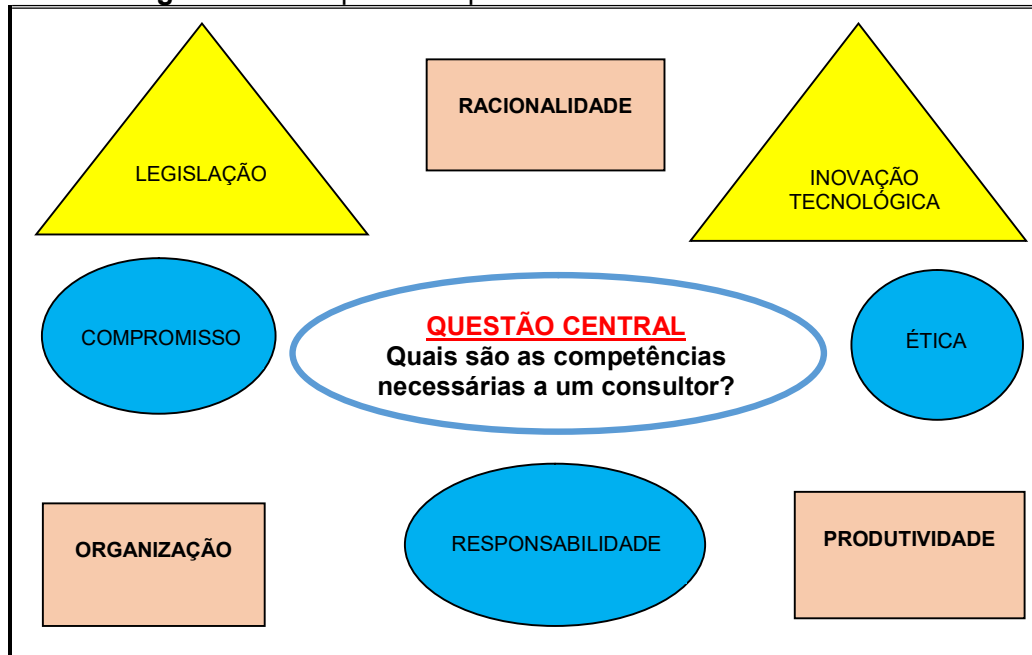 RACIONALIDADE
LEGISLAÇÃO
INOVAÇÃO
TECNOLÓGICA
COMPROMISSO
QUESTÃO CENTRAL
Quais são as competências
necessárias a um consultor?
ÉTICA
ORGANIZAÇÃO
RESPONSABILIDADE
PRODUTIVIDADE